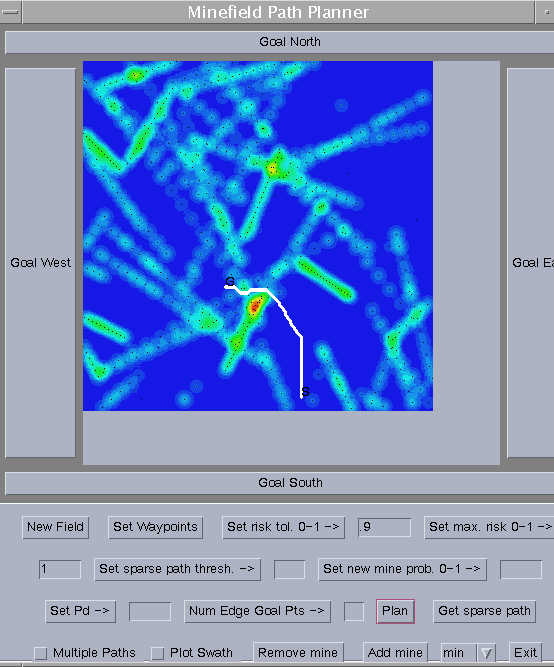 Minefield Path Planner
Goal North
Goal West
Goal Ea
G
S
Goal South
New Field Set Waypoints Set risk tol. 0-1 -> .9 Set max. risk 0-1 ->
1 Set sparse path thresh. -> Set new mine prob. 0-1 ->
Set Pd -> Num Edge Goal Pts -> Plan Get sparse path
Multiple Paths Plot Swath Remove mine Add mine min Exit